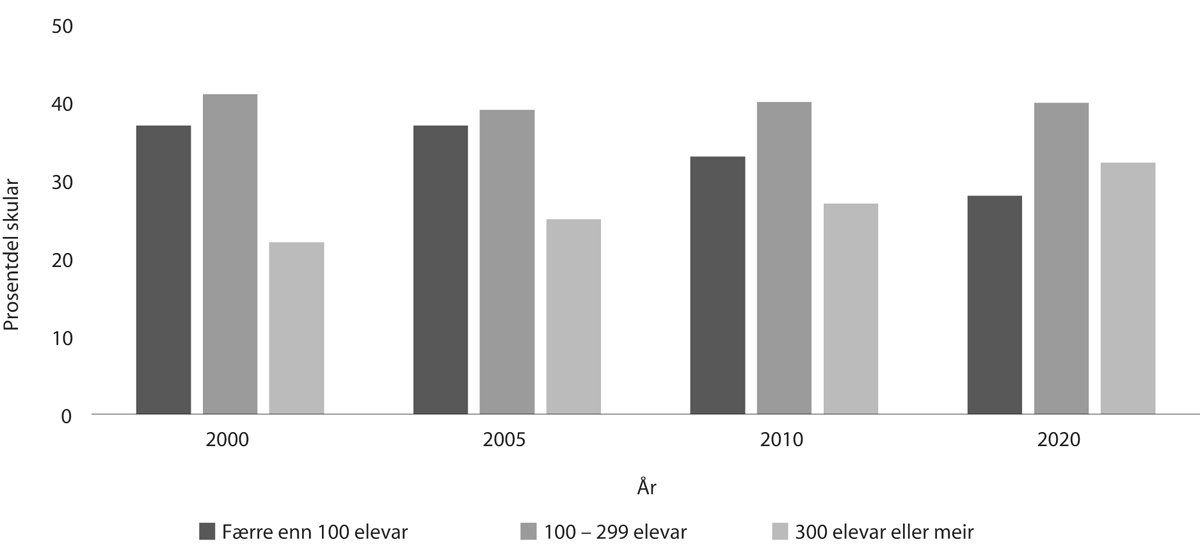 50
40
30
20
10
0
Prosentdel skular
2000 2005 2010 2020
År
Færre enn 100 elevar 100 – 299 elevar 300 elevar eller meir